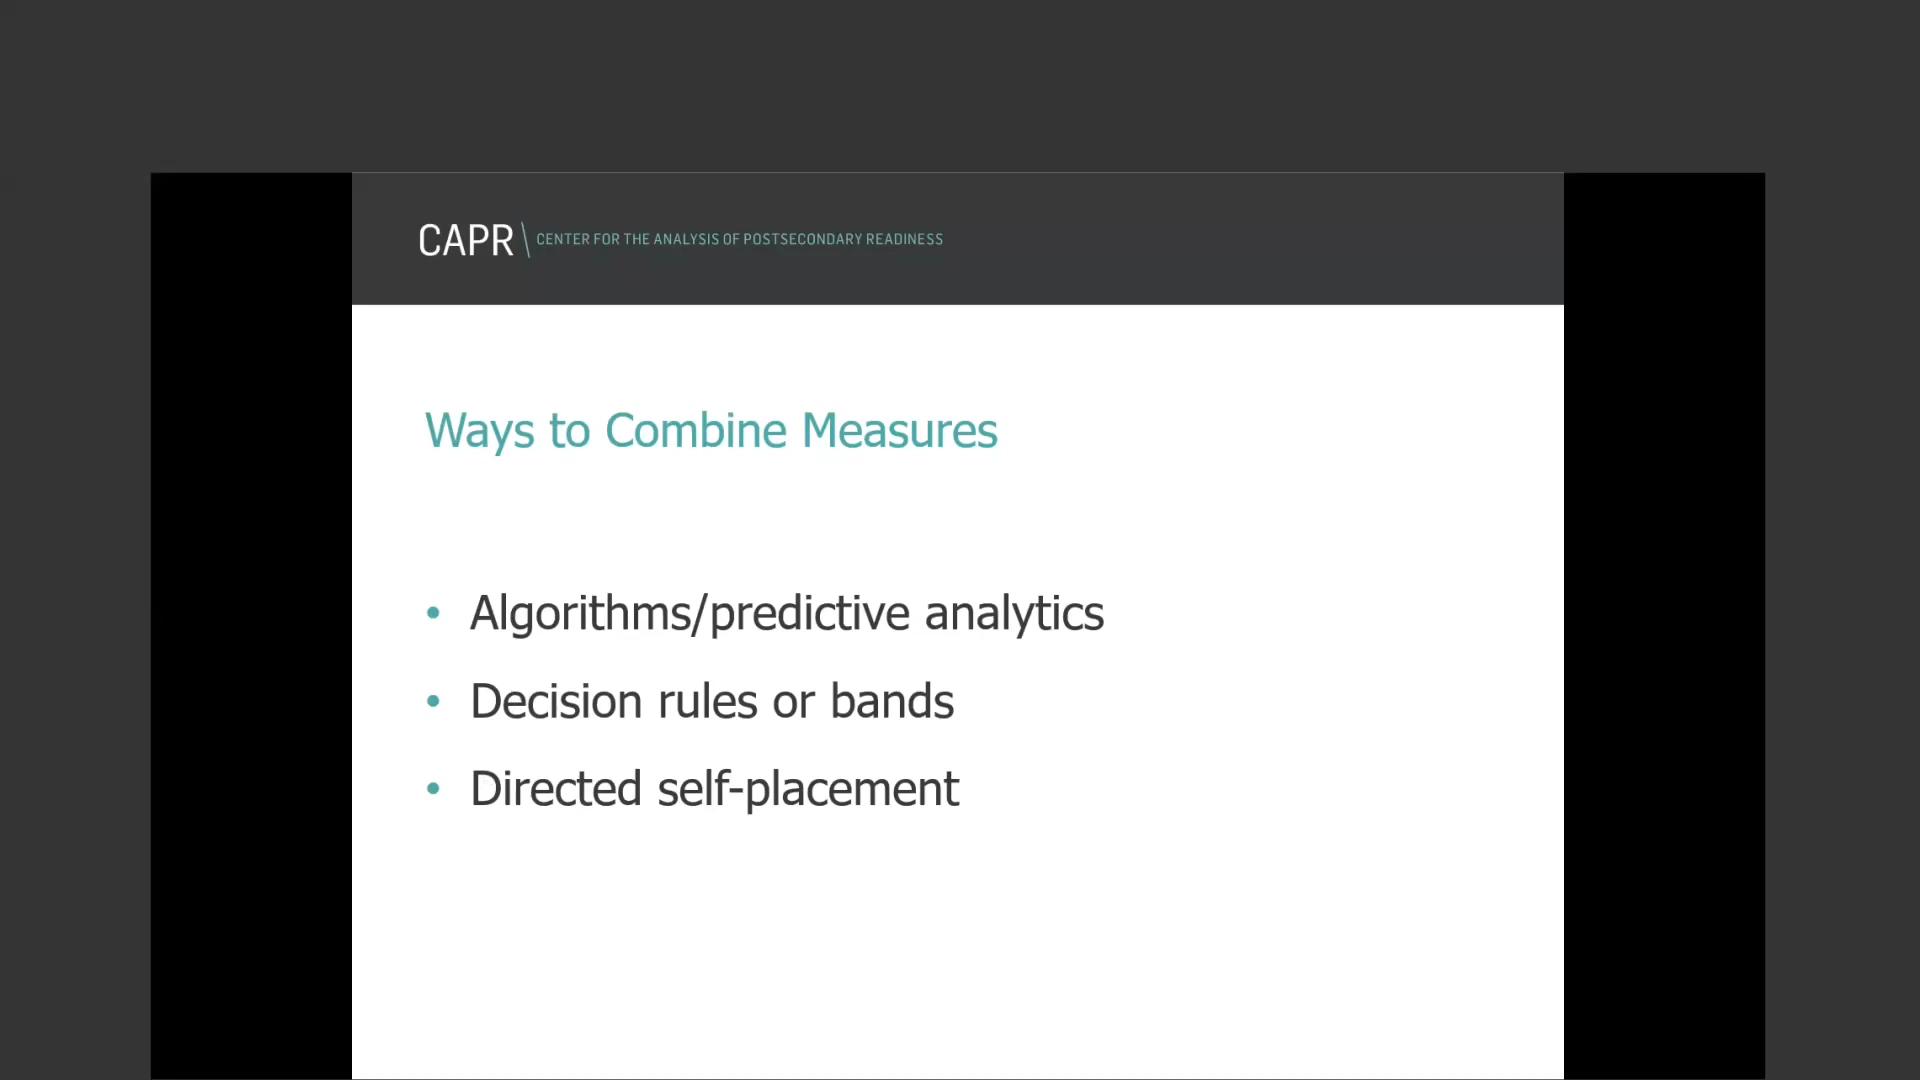 CAPR \ CENTER FOR THE ANALYSIS OF POSTSECONDARY READINESS
Ways to Combine Measures
• Algorithms/predictive analytics
• Decision rules or bands
• Directed self-placement